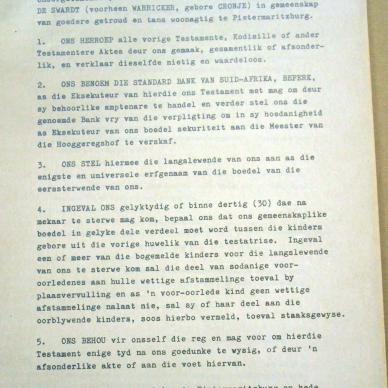 DE SWARDT (voorheen WARRICKER, gebore CRONJE) in gemeenskap
van goedere getroud en tans woonagtig te Pietermaritzburg.
1. ONS HERROEP alle vorige Testamente, Kodisille of ander
Testamentere Aktes deur ons gemaak, gesamentlik of afsonder-
lik, en verklaar dieselfde nietig en waardeloos.
2. ONS BENOEM DIE STANDARD BANK VAN SUID-AFRIKA, BEPERK,
as die Eksekuteur van hierdie ons Testament met mag om deur
sy behoorlike amptenare te handel en verder stel ons die
genoemde Bank vry van die verpligting om in sy hoedanigheid
as Eksekuteur van ons boedel sekuriteit aan die Meester van
die Hooggeregshof te verskaf.
3. ONS STEL hiermee die langslewende van ons aan as die
enigste en universele erfgenaam van die boedel van die
eerssterwende van ons.
4. INGEVAL ONS gelyktydig of binne dertig (30) dae na
mekaar te sterwe mag kom, bepaal ons dat ons gemeenskaplike
boedel in gelyke dele verdeel moet word tussen die kinders
gebore uit die vorige huwelik van die testatrise. Ingeval
een of meer van die bogemelde kinders voor die langslewende
van ons te sterwe kom sal die deel van sodanige voor-
oorledenes aan hulle wettige afstammelinge toeval by
plaasvervulling en as 'n voor-oorlede kind geen wettige
afstammelinge nalaat nie, sal sy of haar deel aan die
oorblywende kinders, soos hierbo vermeld, toeval staaksgewyse.
5. ONS BEHOU vir onsself die reg en mag voor om hierdie
Testament enige tyd na ons goedunke te wysig, of deur 'n
afsonderlike akte of aan die voet hiervan.